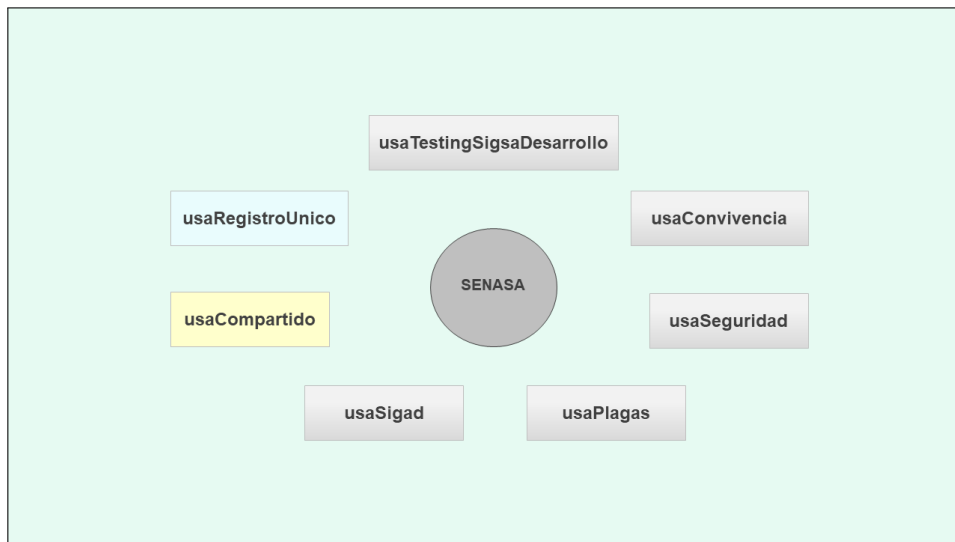 usaTestingSigsaDesarrollo
usaRegistroUnico
usaConvivencia
SENASA
usaCompartido
usaSeguridad
usaSigad
usaPlagas